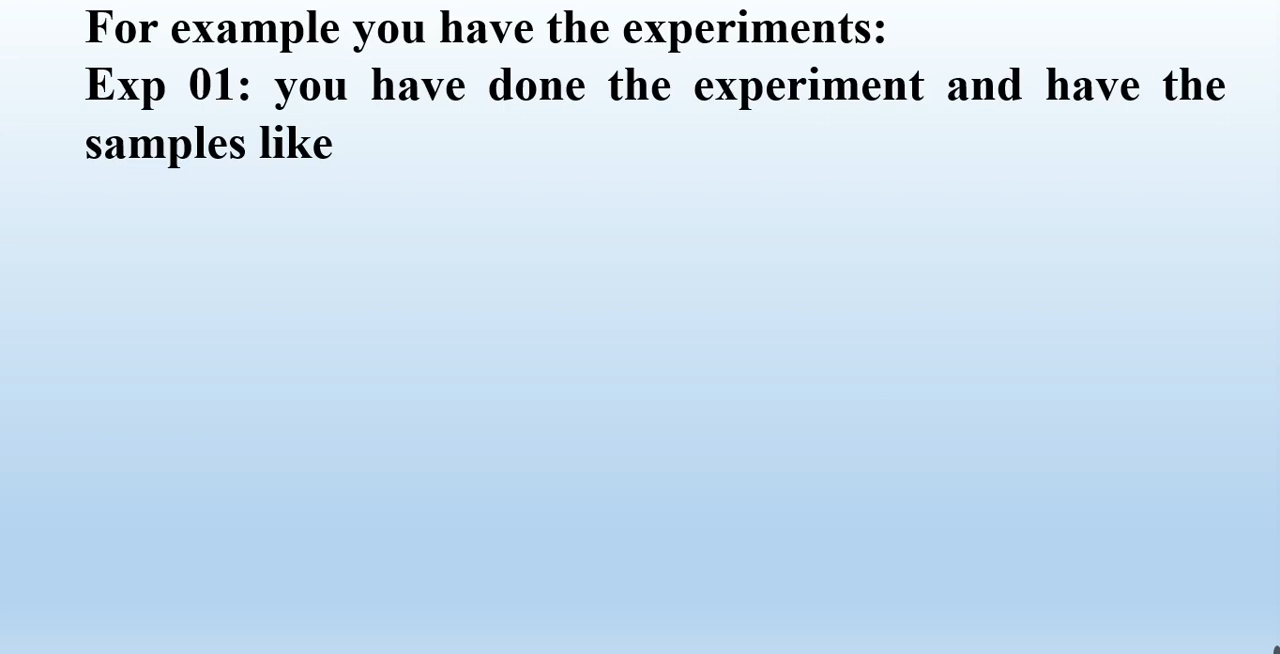 For example you have the experiments:
Exp 01: you have done the experiment and have the
samples like